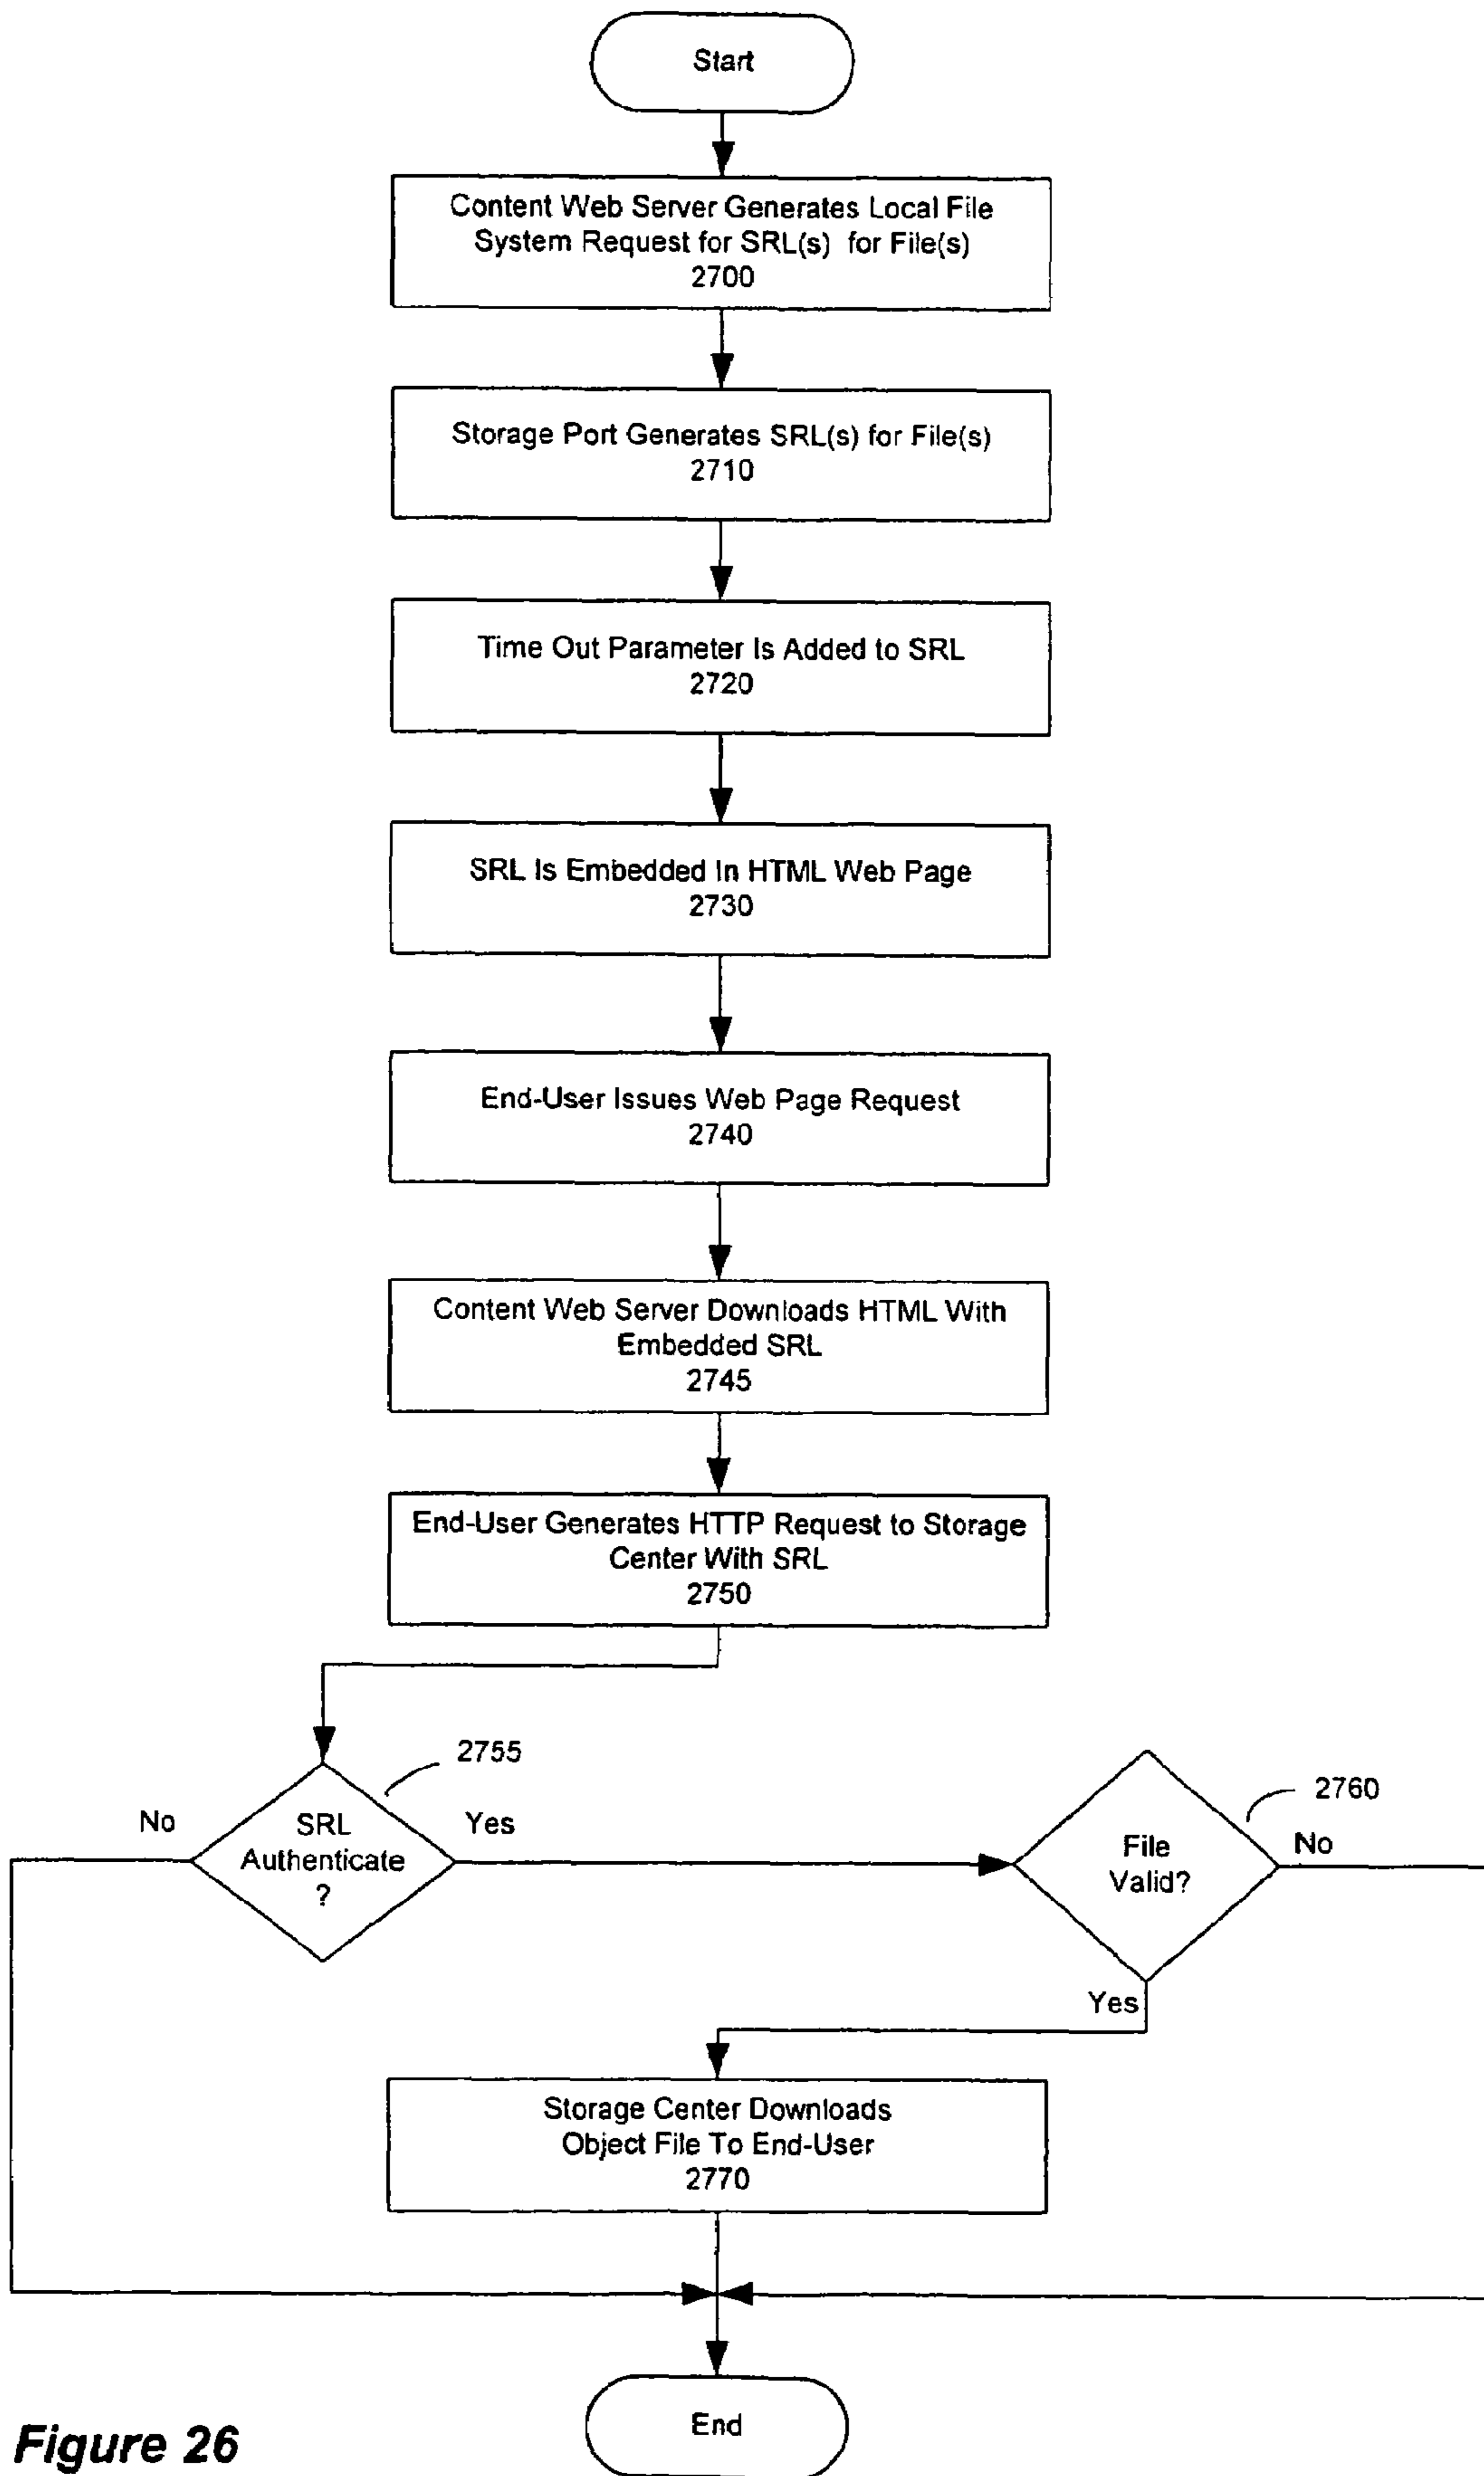 Start
Content Web Server Generates Local File
System Request for SRL(s) for File(s)
2700
Storage Port Generates SRL(s) for File(s)
2710
Time Out Parameter Is Added to SRL
2720
SRL Is Embedded In HTML Web Page
2730
End-User Issues Web Page Request
2740
Content Web Server Downloads HTML With
Embedded SRL
2745
End-User Generates HTTP Request to Storage
Center With SRL
2750
2755
No
SRL
Authenticate
?
Yes
2760
File
Valid?
No
Yes
Storage Center Downloads
Object File To End-User
2770
End
Figure 26